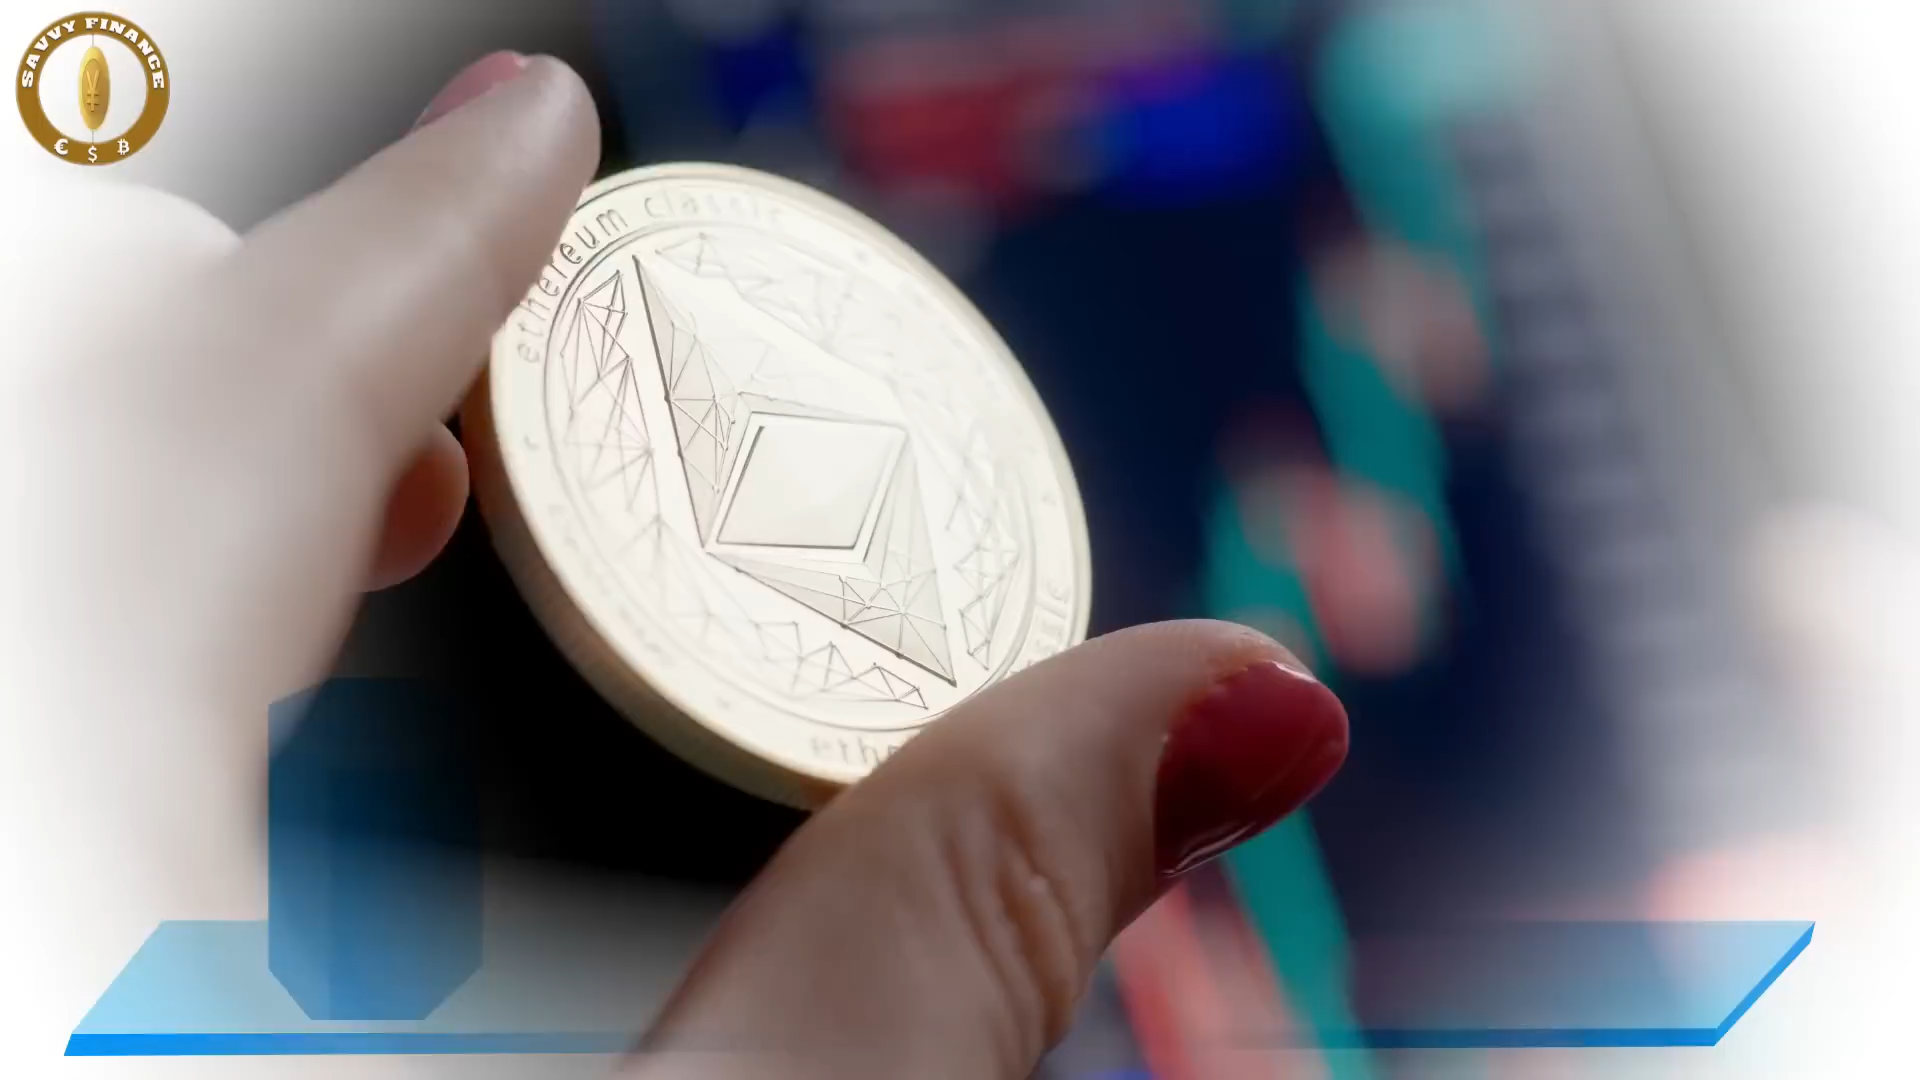 SAVVY FINANCE
€ $ ₿
ethereum classic
ethe